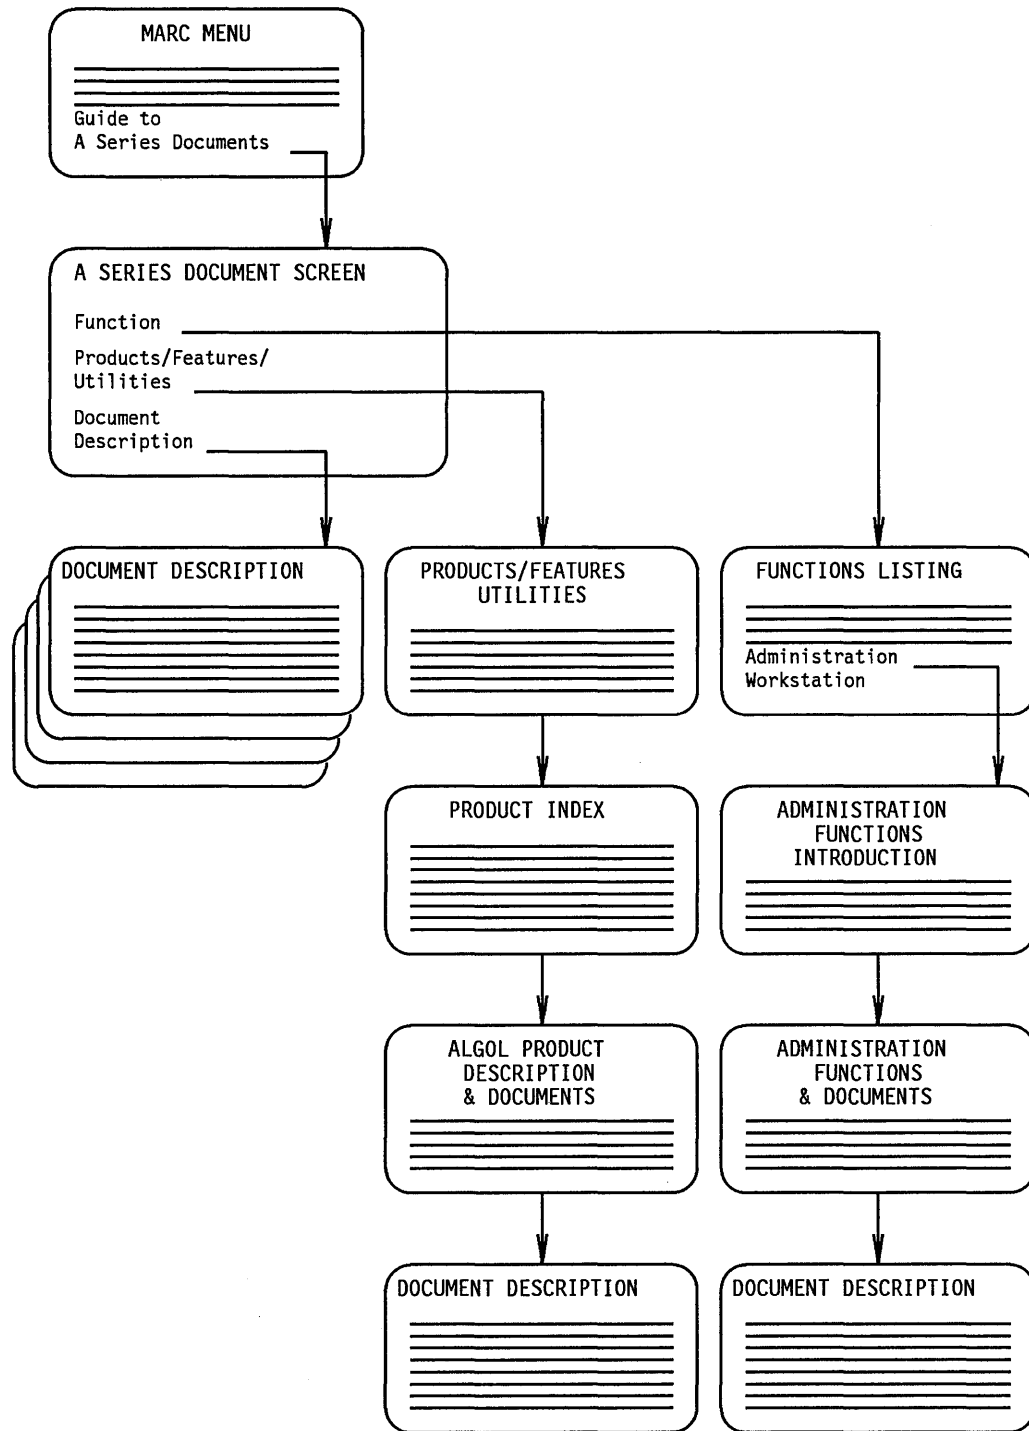 MARC MENU
Guide to
A Series Documents
A SERIES DOCUMENT SCREEN
Function
Products/Features/
Utilities
Document
Description
DOCUMENT DESCRIPTION
PRODUCTS/FEATURES
UTILITIES
FUNCTIONS LISTING
Administration
Workstation
PRODUCT INDEX
ADMINISTRATION
FUNCTIONS
INTRODUCTION
ALGOL PRODUCT
DESCRIPTION
& DOCUMENTS
ADMINISTRATION
FUNCTIONS
& DOCUMENTS
DOCUMENT DESCRIPTION
DOCUMENT DESCRIPTION